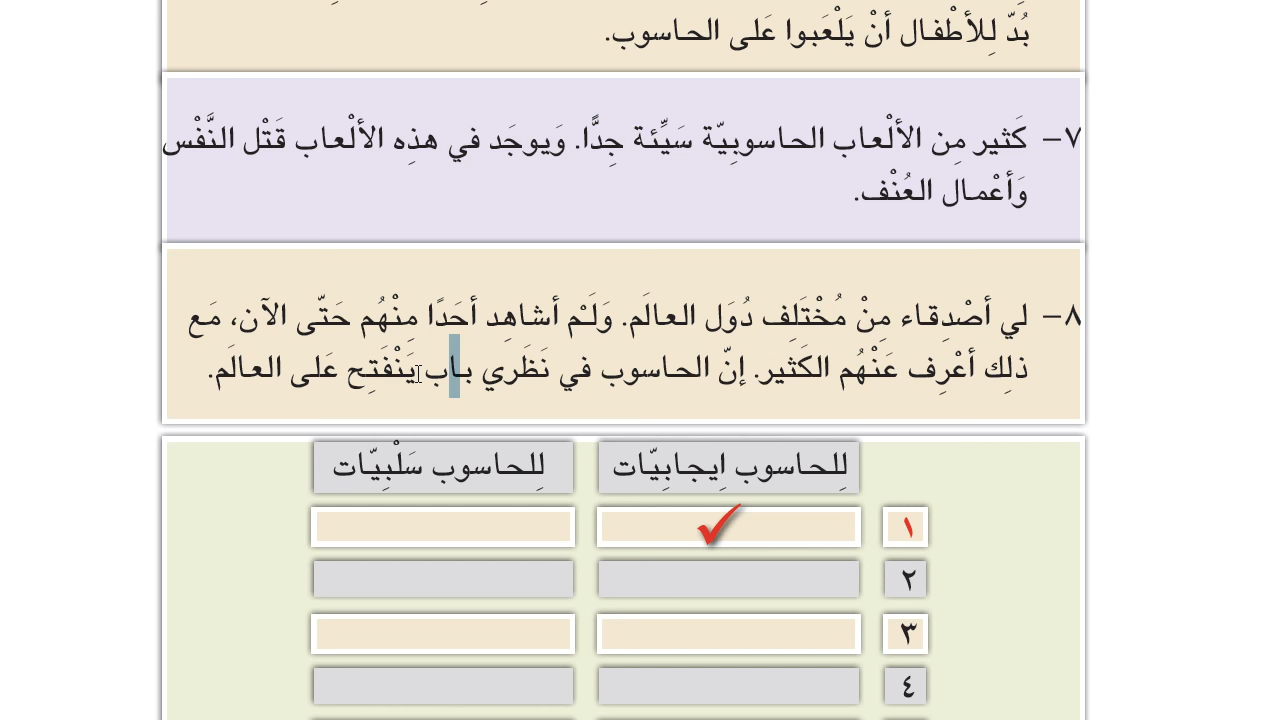 بُدّ لِلأطْفال أنْ يَلْعَبوا عَلى الحاسوب.
٧– كَثير مِن الألْعاب الحاسوبِيّة سَيِّئة جِدًّا. وَيوجَد في هذِه الألْعاب قَتْل النَّفْس
وَأعْمال العُنْف.
٨– لي أصْدِقاء مِنْ مُخْتَلِف دُوَل العالَم. وَلَـْم أشاهِد أحَدًا مِنْهُم حَتّى الآن، مَع
ذلِك أعْرِف عَنْهُم الكَثير. إنّ الحاسوب في نَظَري باب يَنْفَتِح عَلى العالَم.
لِلحاسوب اِيجابِيّات لِلحاسوب سَلْبِيّات
١
٢
٣
٤